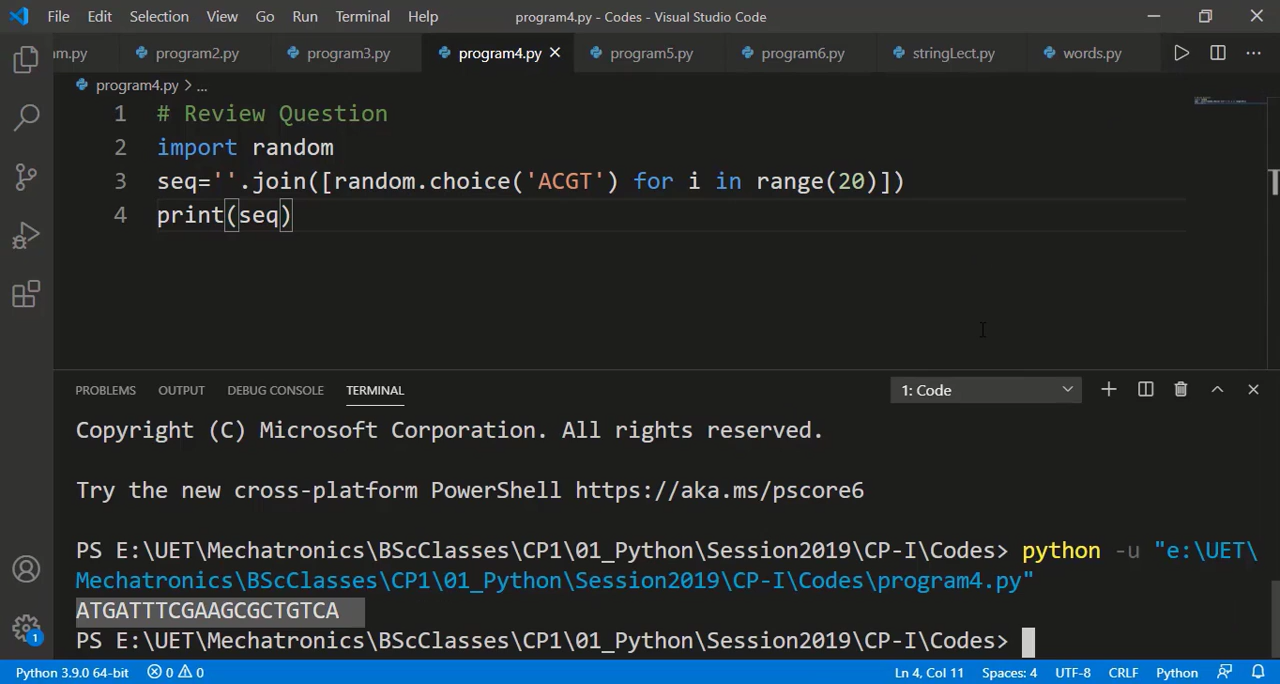 File Edit Selection View Go Run Terminal Help program4.py - Codes - Visual Studio Code
am.py program2.py program3.py program4.py program5.py program6.py stringLect.py words.py
program4.py > ...
1 # Review Question
2 import random
3 seq=''.join([random.choice('ACGT') for i in range(20)])
4 print(seq)
PROBLEMS OUTPUT DEBUG CONSOLE TERMINAL 1: Code
Copyright (C) Microsoft Corporation. All rights reserved.
Try the new cross-platform PowerShell https://aka.ms/pscore6
PS E:\UET\Mechatronics\BScClasses\CP1\01_Python\Session2019\CP-I\Codes> python -u "e:\UET\
Mechatronics\BScClasses\CP1\01_Python\Session2019\CP-I\Codes\program4.py"
ATGATTTCGAAGCGCTGTCA
PS E:\UET\Mechatronics\BScClasses\CP1\01_Python\Session2019\CP-I\Codes>
1
Python 3.9.0 64-bit 0 0 Ln 4, Col 11 Spaces: 4 UTF-8 CRLF Python